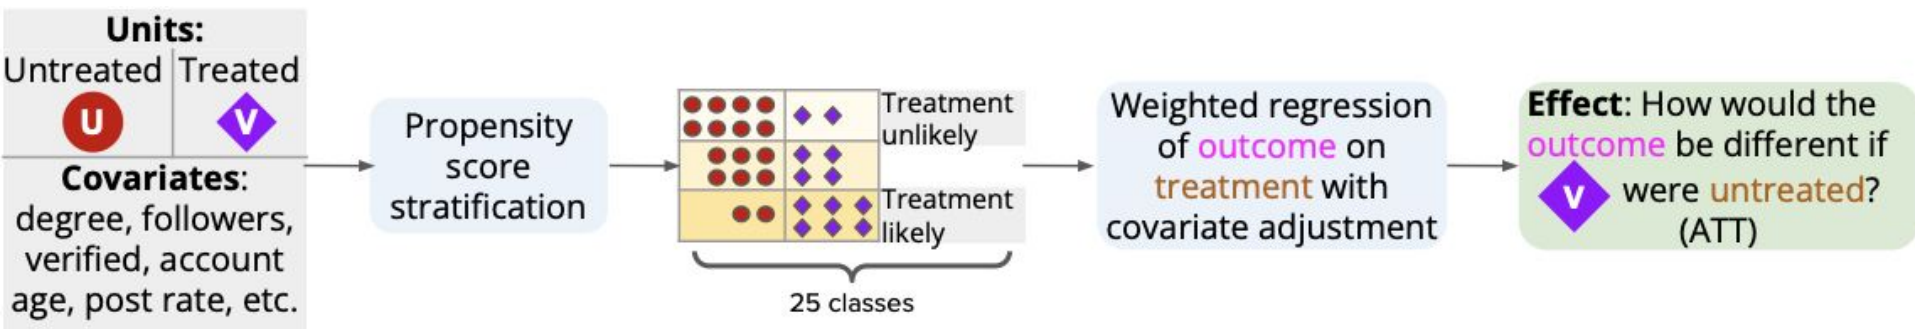 Units:
Untreated Treated
U V
Covariates:
degree, followers,
verified, account
age, post rate, etc.
Propensity
score
stratification
Treatment
unlikely
Treatment
likely
25 classes
Weighted regression
of outcome on
treatment with
covariate adjustment
Effect: How would the
outcome be different if
V were untreated?
(ATT)